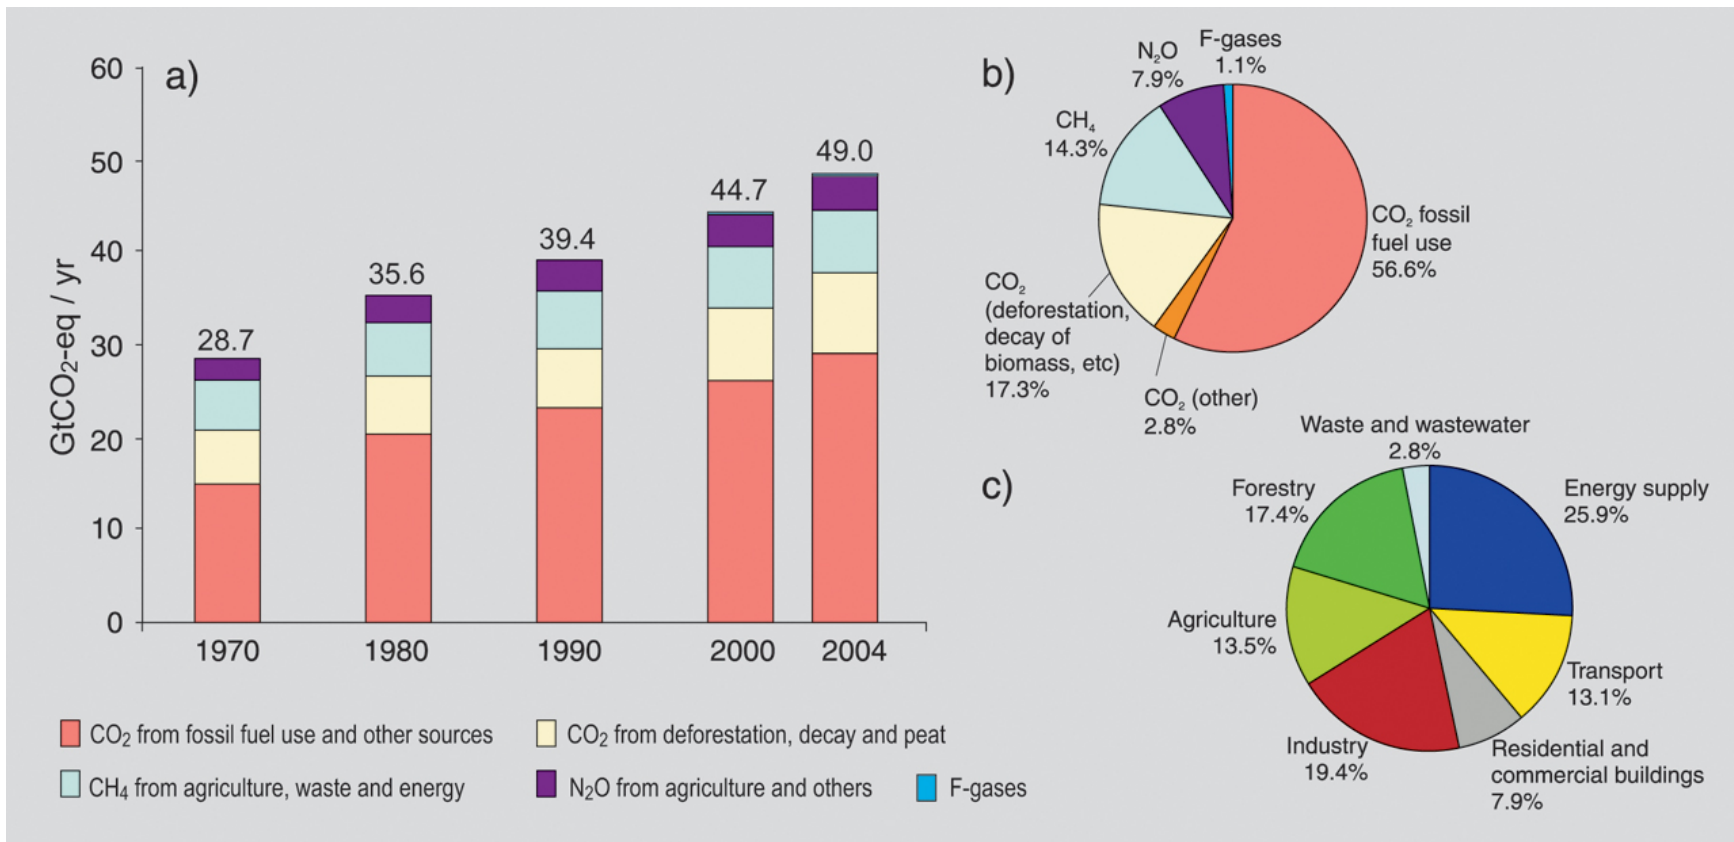 a)
60
50
40
30
20
10
0
GtCO₂-eq / yr
28.7
35.6
39.4
44.7
49.0
1970
1980
1990
2000
2004
CO₂ from fossil fuel use and other sources
CO₂ from deforestation, decay and peat
CH₄ from agriculture, waste and energy
N₂O from agriculture and others
F-gases
b)
F-gases
1.1%
N₂O
7.9%
CH₄
14.3%
CO₂ fossil
fuel use
56.6%
CO₂
(deforestation,
decay of
biomass, etc)
17.3%
CO₂ (other)
2.8%
c)
Waste and wastewater
2.8%
Forestry
17.4%
Energy supply
25.9%
Agriculture
13.5%
Transport
13.1%
Industry
19.4%
Residential and
commercial buildings
7.9%